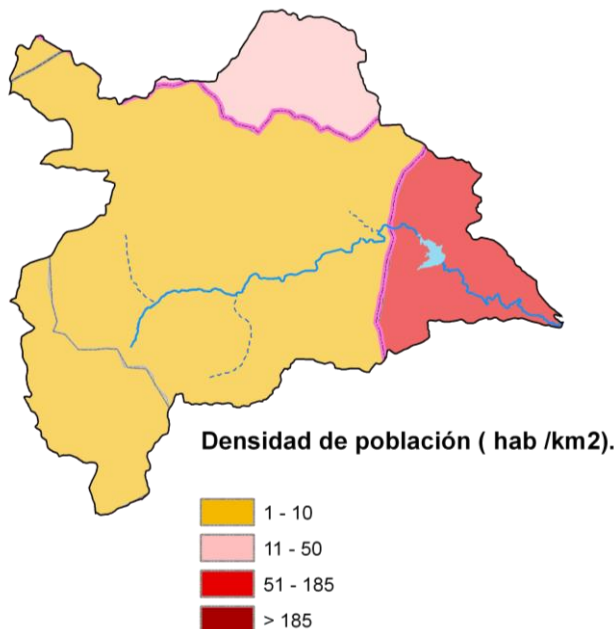 Densidad de población ( hab /km2).
1 - 10
11 - 50
51 - 185
> 185